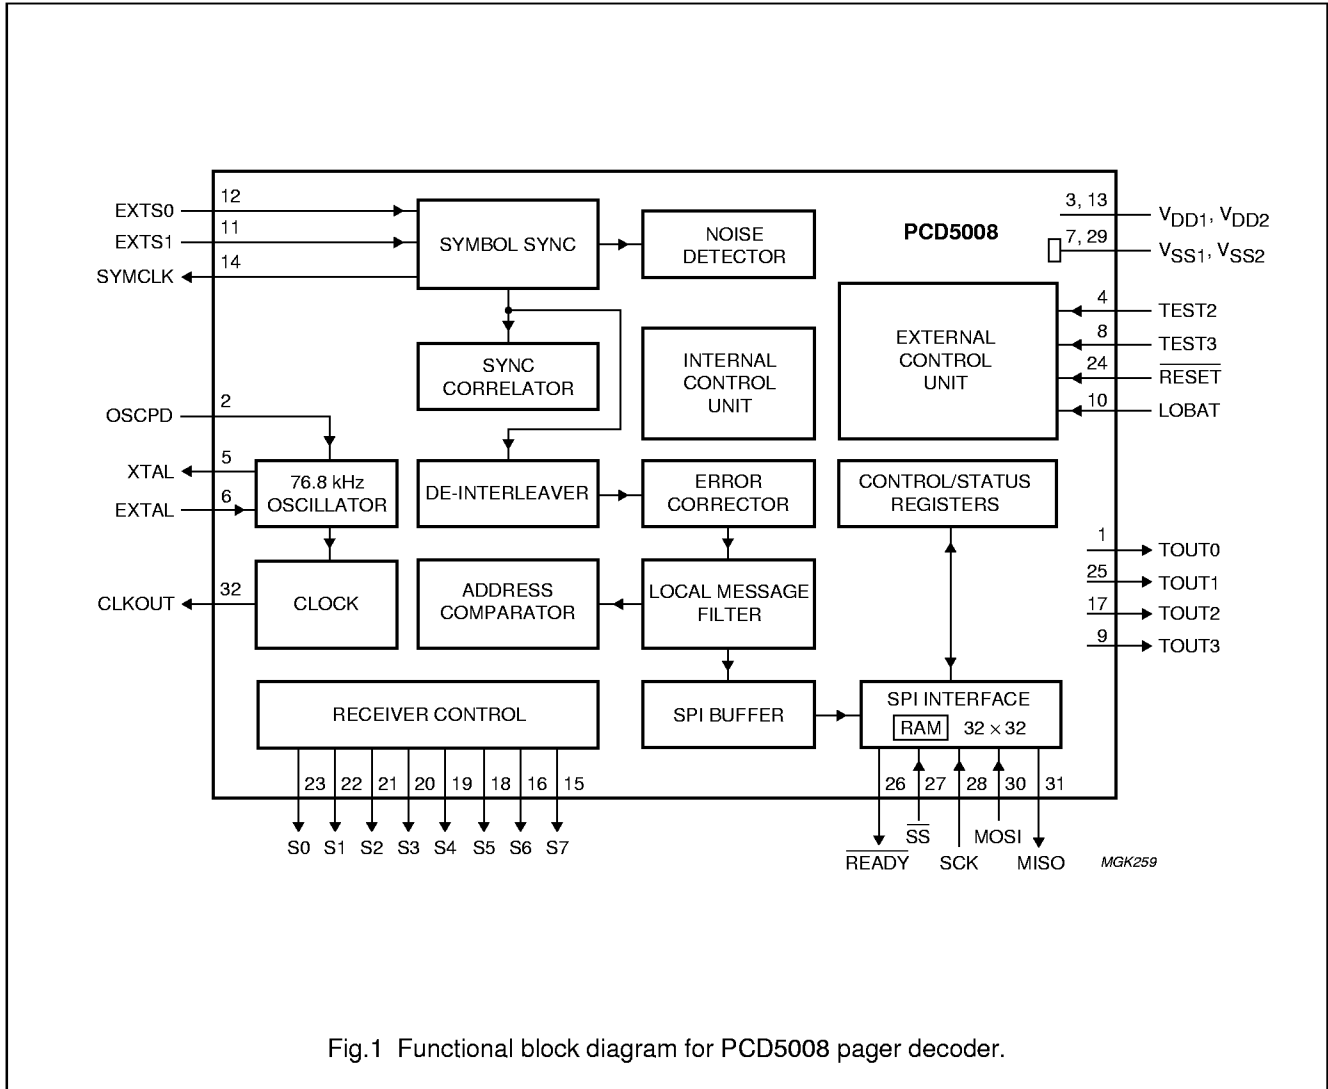 12
EXTS0
11
EXTS1
14
SYMCLK
SYMBOL SYNC
NOISE
DETECTOR
PCD5008
3, 13
VDD1, VDD2
7, 29
VSS1, VSS2
4
TEST2
8
TEST3
24
RESET
10
LOBAT
EXTERNAL
CONTROL
UNIT
INTERNAL
CONTROL
UNIT
SYNC
CORRELATOR
2
OSCPD
5
XTAL
6
EXTAL
76.8 kHz
OSCILLATOR
DE-INTERLEAVER
ERROR
CORRECTOR
CONTROL/STATUS
REGISTERS
1
TOUT0
25
TOUT1
17
TOUT2
9
TOUT3
32
CLKOUT
CLOCK
ADDRESS
COMPARATOR
LOCAL MESSAGE
FILTER
RECEIVER CONTROL
SPI BUFFER
SPI INTERFACE
RAM 32 × 32
23 22 21 20 19 18 16 15
S0 S1 S2 S3 S4 S5 S6 S7
26 27 28 30 31
SS MOSI
READY SCK MISO
MGK259
Fig.1 Functional block diagram for PCD5008 pager decoder.